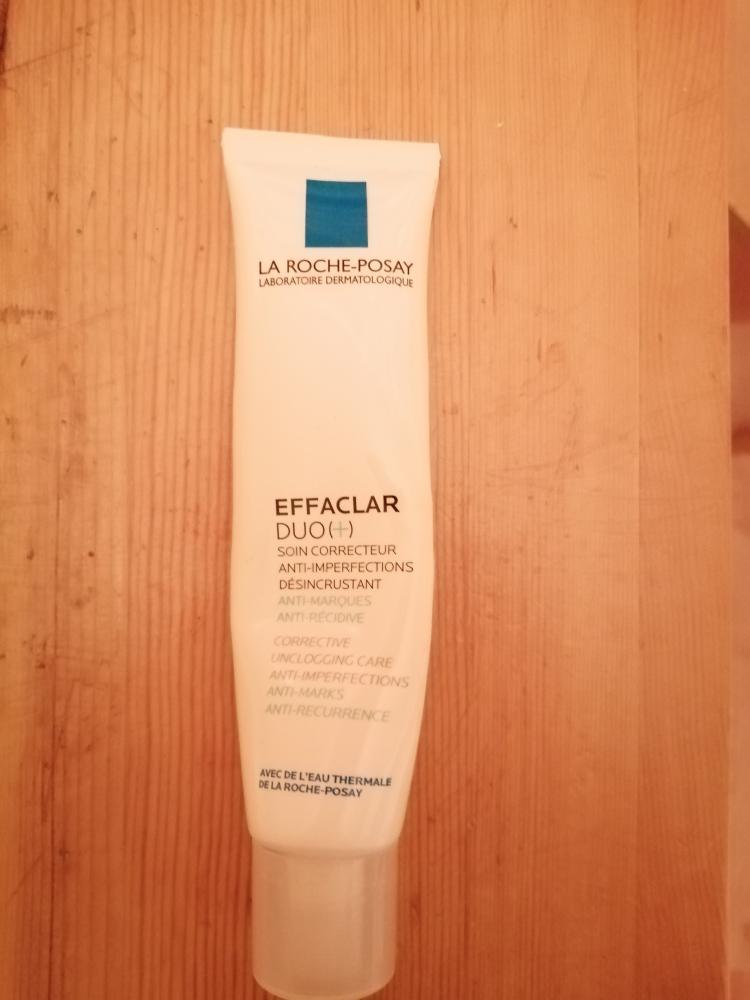 LA ROCHE-POSAY
LABORATOIRE DERMATOLOGIQUE
EFFACLAR
DUO(+)
SOIN CORRECTEUR
ANTI-IMPERFECTIONS
DÉSINCRUSTANT
ANTI-MARQUES
ANTI-RÉCIDIVE
CORRECTIVE
UNCLOGGING CARE
ANTI-IMPERFECTIONS
ANTI-MARKS
ANTI-RECURRENCE
AVEC DE L'EAU THERMALE
DE LA ROCHE-POSAY